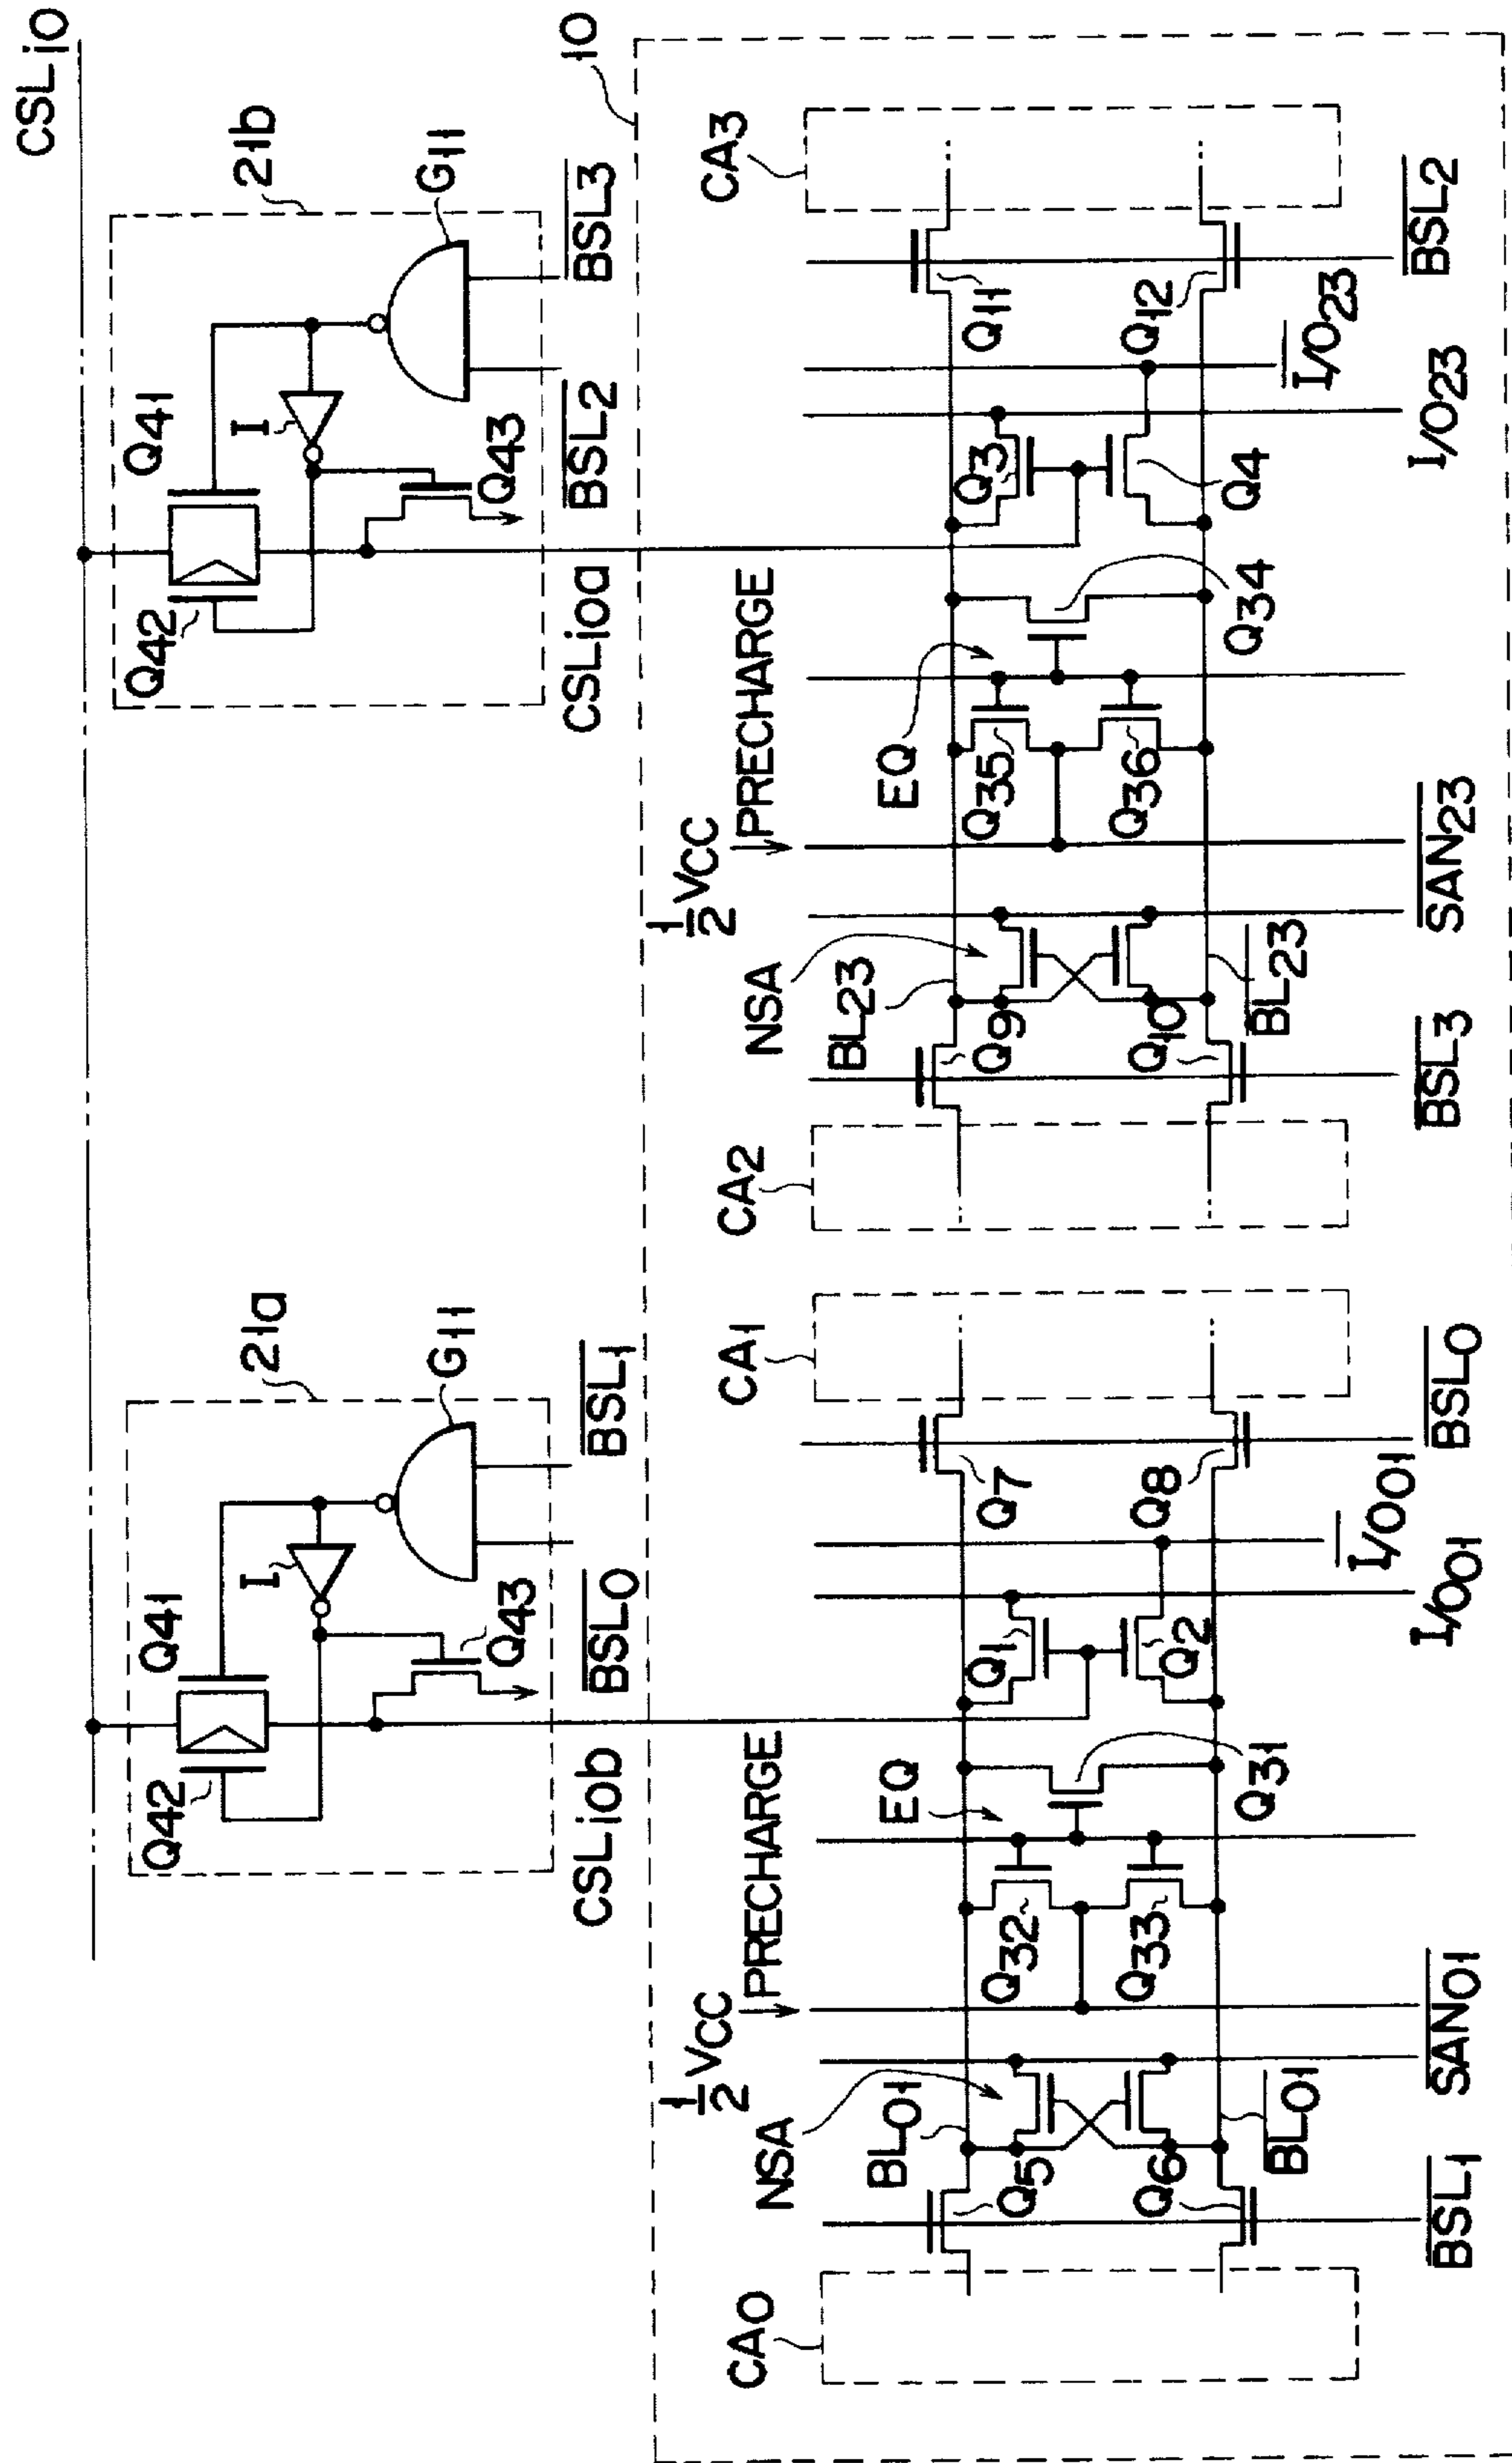 CSLi0
21a
21b
Q42
Q41
I
G11
Q43
Q42
Q41
I
G11
Q43
CSLi0b
BSL0
BSL1
CSLi0a
BSL2
BSL3
10
1/2 VCC
PRECHARGE
1/2 VCC
PRECHARGE
CA0
NSA
EQ
CA1
CA2
NSA
EQ
CA3
BL01
BL23
Q5
Q32
Q1
Q7
Q9
Q35
Q3
Q11
Q6
Q33
Q2
Q8
Q10
Q36
Q4
Q12
BL01
Q31
BL23
Q34
BSL1
SAN01
I/O01
I/O01
BSL0
BSL3
SAN23
I/O23
I/O23
BSL2